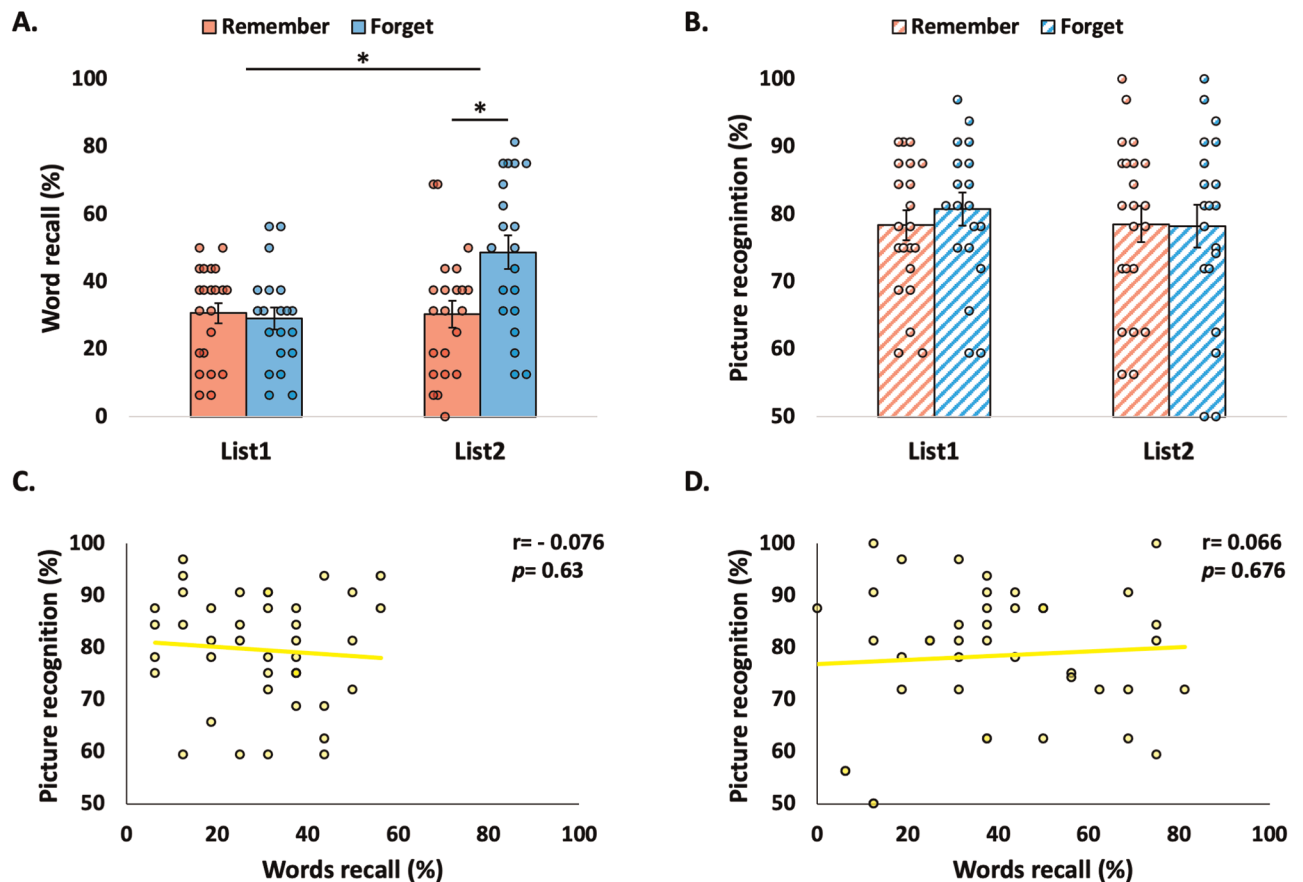 A.
Remember Forget
*
*
Word recall (%)
100
80
60
40
20
0
List1 List2
B.
Remember Forget
Picture recognintion (%)
100
90
80
70
60
50
List1 List2
C.
r= - 0.076
p= 0.63
Picture recognition (%)
100
90
80
70
60
50
0 20 40 60 80 100
Words recall (%)
D.
r= 0.066
p= 0.676
Picture recognition (%)
100
90
80
70
60
50
0 20 40 60 80 100
Words recall (%)